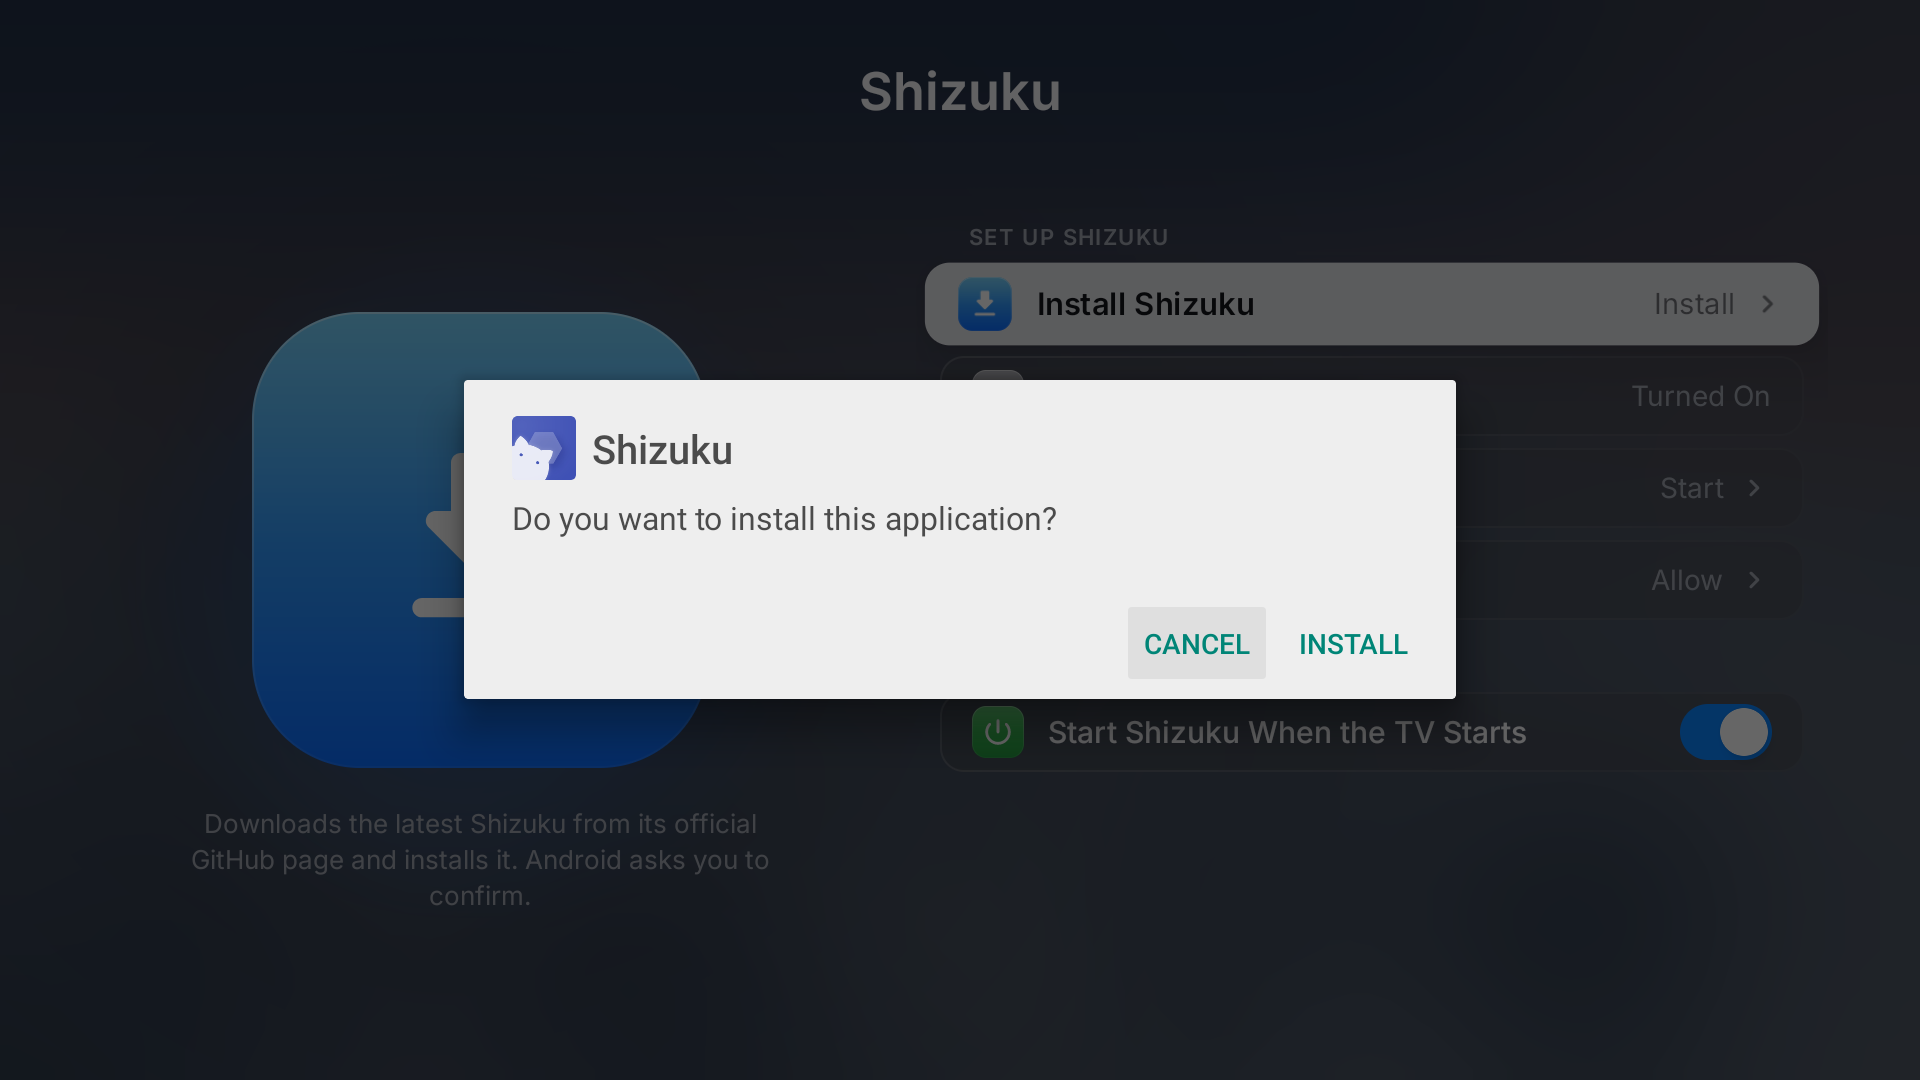 Shizuku
SET UP SHIZUKU
Install Shizuku
Install
Turned On
Start
Allow
Shizuku
Do you want to install this application?
CANCEL
INSTALL
Start Shizuku When the TV Starts
Downloads the latest Shizuku from its official
GitHub page and installs it. Android asks you to
confirm.